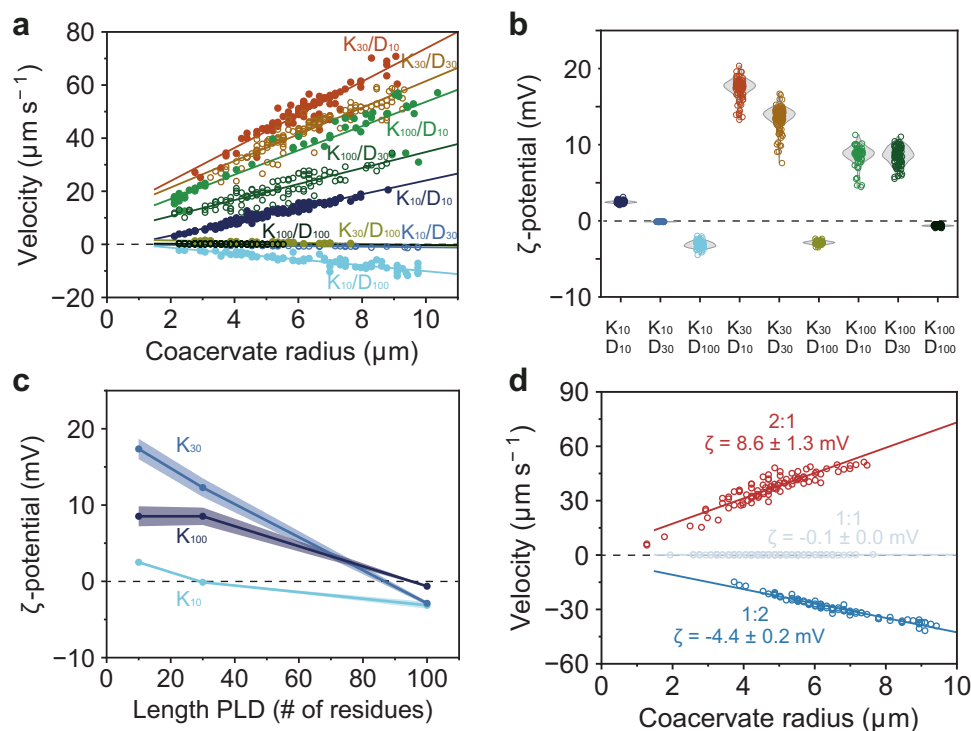 a
80
60
40
20
0
−20
Velocity (µm s⁻¹)
K₃₀/D₁₀
K₃₀/D₃₀
K₁₀₀/D₁₀
K₁₀₀/D₃₀
K₁₀/D₁₀
K₁₀₀/D₁₀₀
K₃₀/D₁₀₀
K₁₀/D₃₀
K₁₀/D₁₀₀
0 2 4 6 8 10
Coacervate radius (µm)
b
20
10
0
−10
ζ-potential (mV)
K₁₀ K₁₀ K₁₀ K₃₀ K₃₀ K₃₀ K₁₀₀ K₁₀₀ K₁₀₀
D₁₀ D₃₀ D₁₀₀ D₁₀ D₃₀ D₁₀₀ D₁₀ D₃₀ D₁₀₀
c
20
10
0
−10
ζ-potential (mV)
K₃₀
K₁₀₀
K₁₀
0 20 40 60 80 100
Length PLD (# of residues)
d
90
60
30
0
−30
−60
Velocity (µm s⁻¹)
2:1
ζ = 8.6 ± 1.3 mV
1:1
ζ = -0.1 ± 0.0 mV
1:2
ζ = -4.4 ± 0.2 mV
0 2 4 6 8 10
Coacervate radius (µm)